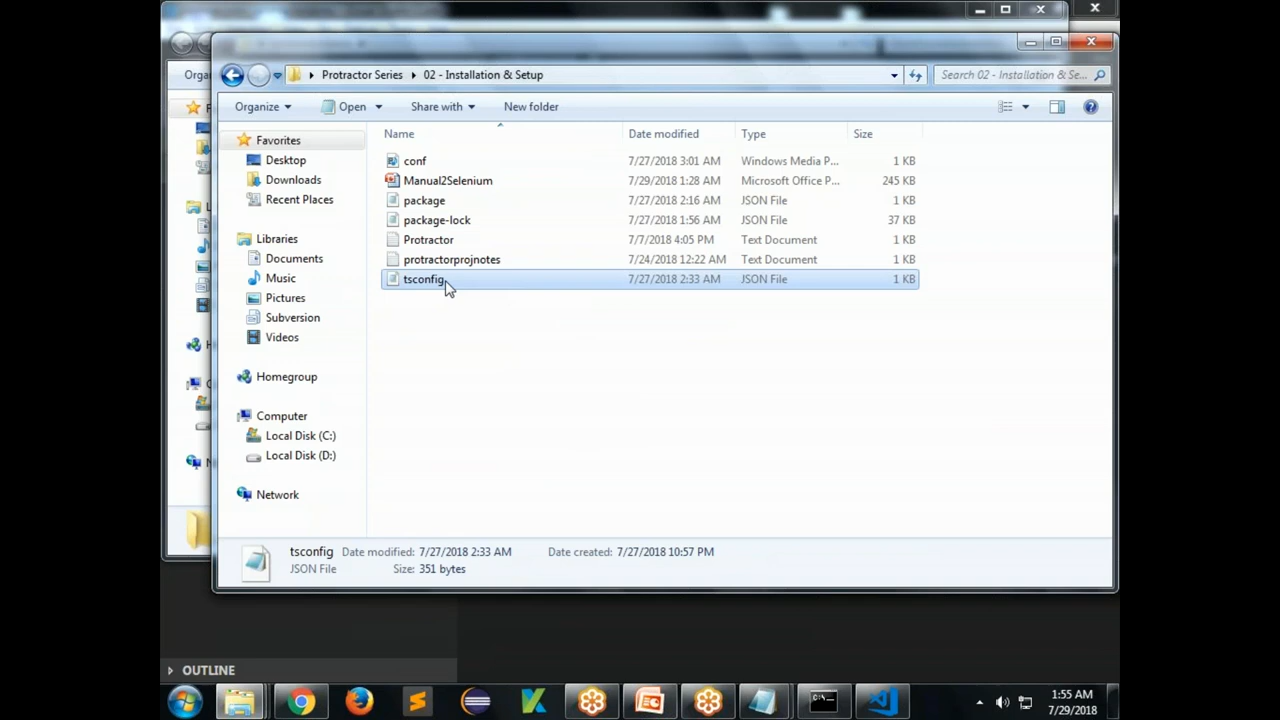 Orga
Protractor Series
02 - Installation & Setup
Search 02 - Installation & Se...
Organize
Open
Share with
New folder
Name
Date modified
Type
Size
Favorites
Desktop
Downloads
Recent Places
Libraries
Documents
Music
Pictures
Subversion
Videos
Homegroup
Computer
Local Disk (C:)
Local Disk (D:)
Network
conf 7/27/2018 3:01 AM Windows Media P... 1 KB
Manual2Selenium 7/29/2018 1:28 AM Microsoft Office P... 245 KB
package 7/27/2018 2:16 AM JSON File 1 KB
package-lock 7/27/2018 1:56 AM JSON File 37 KB
Protractor 7/7/2018 4:05 PM Text Document 1 KB
protractorprojnotes 7/24/2018 12:22 AM Text Document 1 KB
tsconfig 7/27/2018 2:33 AM JSON File 1 KB
tsconfig Date modified: 7/27/2018 2:33 AM Date created: 7/27/2018 10:57 PM
JSON File Size: 351 bytes
OUTLINE
1:55 AM
7/29/2018